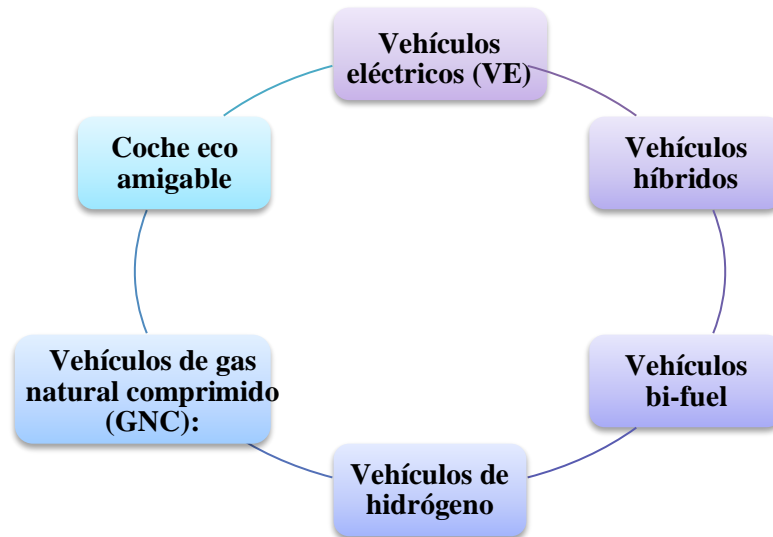 Vehículos
eléctricos (VE)
Vehículos
híbridos
Vehículos
bi-fuel
Vehículos de
hidrógeno
Vehículos de gas
natural comprimido
(GNC):
Coche eco
amigable